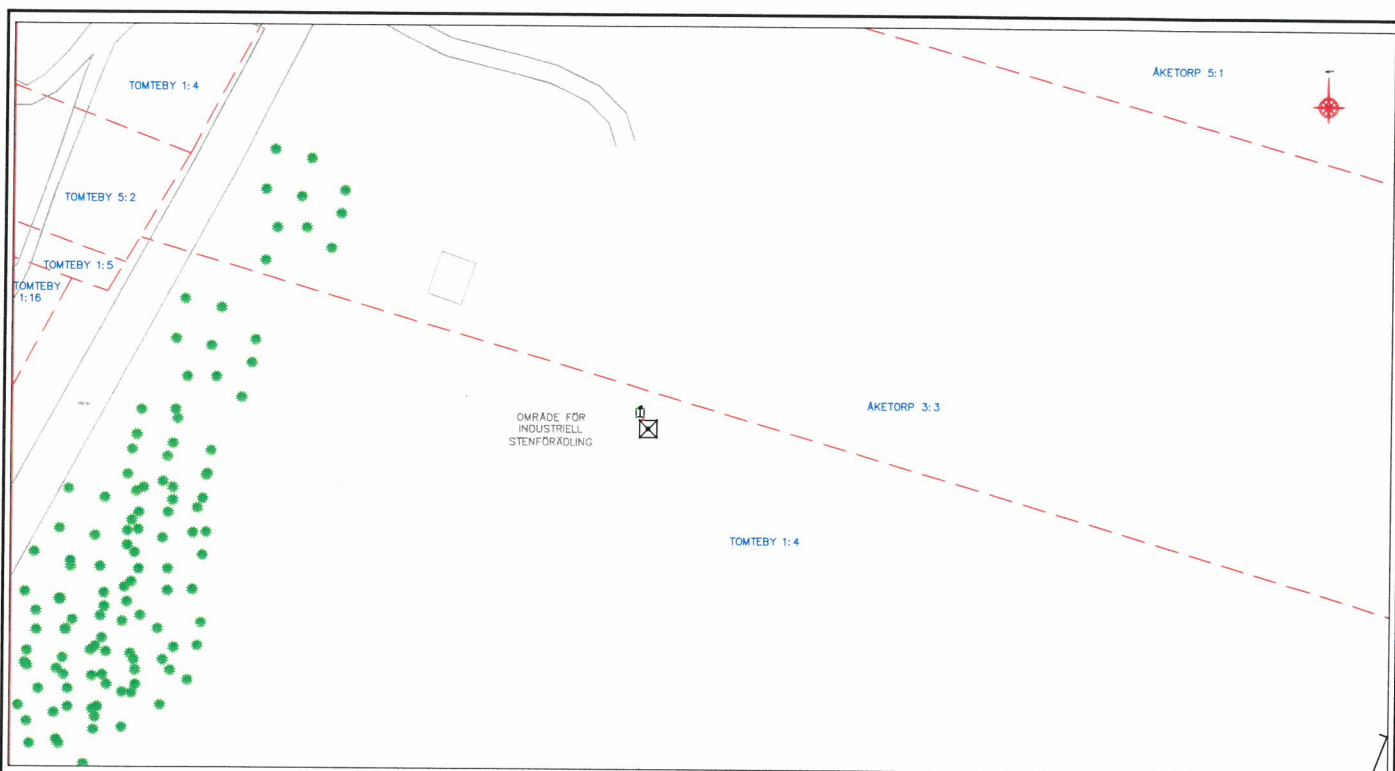 ÅKETORP 5:1
TOMTEBY 1:4
TOMTEBY 5:2
TOMTEBY 1:5
TOMTEBY
1:16
ÅKETORP 3:3
OMRÅDE FÖR
INDUSTRIELL
STENFÖRÄDLING
TOMTEBY 1:4